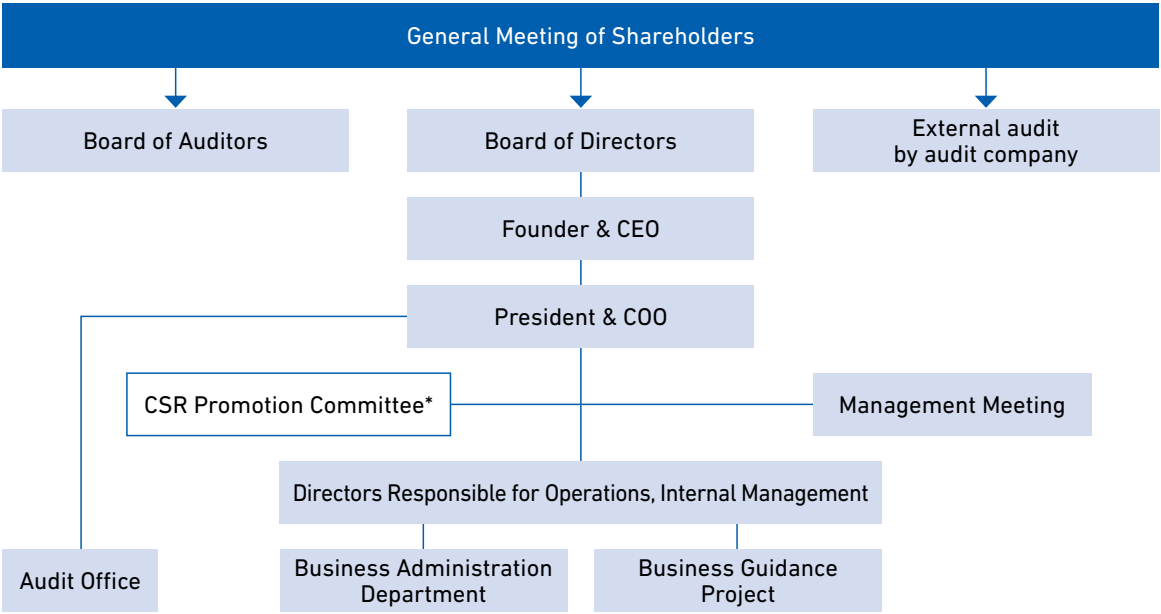 General Meeting of Shareholders
Board of Auditors
Board of Directors
External audit
by audit company
Founder & CEO
President & COO
CSR Promotion Committee*
Management Meeting
Directors Responsible for Operations, Internal Management
Audit Office
Business Administration
Department
Business Guidance
Project